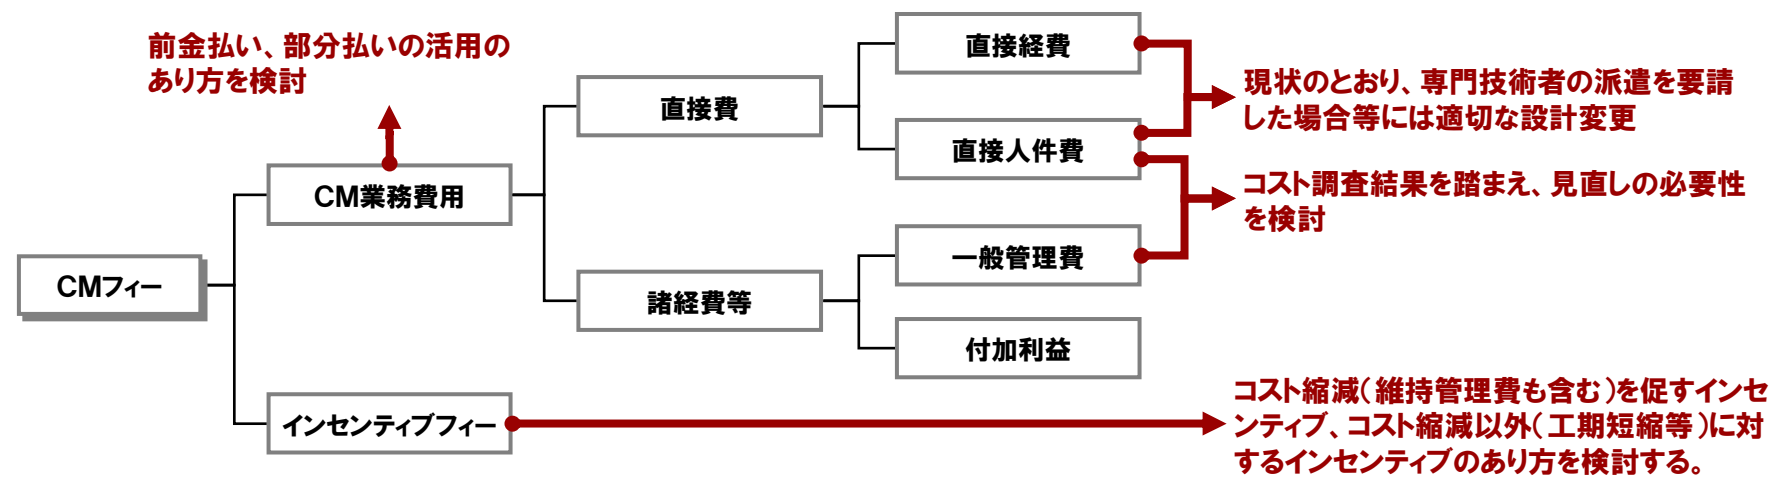 前金払い、部分払いの活用の
あり方を検討
直接経費
現状のとおり、専門技術者の派遣を要請
した場合等には適切な設計変更
直接費
直接人件費
CM業務費用
コスト調査結果を踏まえ、見直しの必要性
を検討
一般管理費
CMフィー
諸経費等
付加利益
インセンティブフィー
コスト縮減（維持管理費も含む）を促すインセ
ンティブ、コスト縮減以外（工期短縮等）に対
するインセンティブのあり方を検討する。